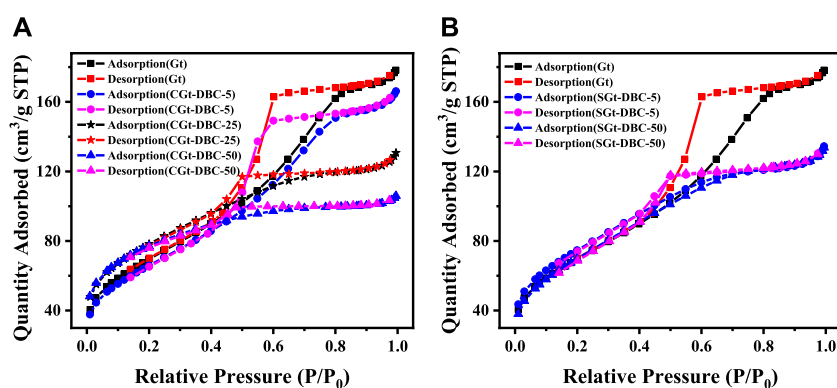 A
Quantity Adsorbed (cm³/g STP)
160
120
80
40
Adsorption(Gt)
Desorption(Gt)
Adsorption(CGt-DBC-5)
Desorption(CGt-DBC-5)
Adsorption(CGt-DBC-25)
Desorption(CGt-DBC-25)
Adsorption(CGt-DBC-50)
Desorption(CGt-DBC-50)
0.0 0.2 0.4 0.6 0.8 1.0
Relative Pressure (P/P₀)
B
Quantity Adsorbed (cm³/g STP)
160
120
80
40
Adsorption(Gt)
Desorption(Gt)
Adsorption(SGt-DBC-5)
Desorption(SGt-DBC-5)
Adsorption(SGt-DBC-50)
Desorption(SGt-DBC-50)
0.0 0.2 0.4 0.6 0.8 1.0
Relative Pressure (P/P₀)